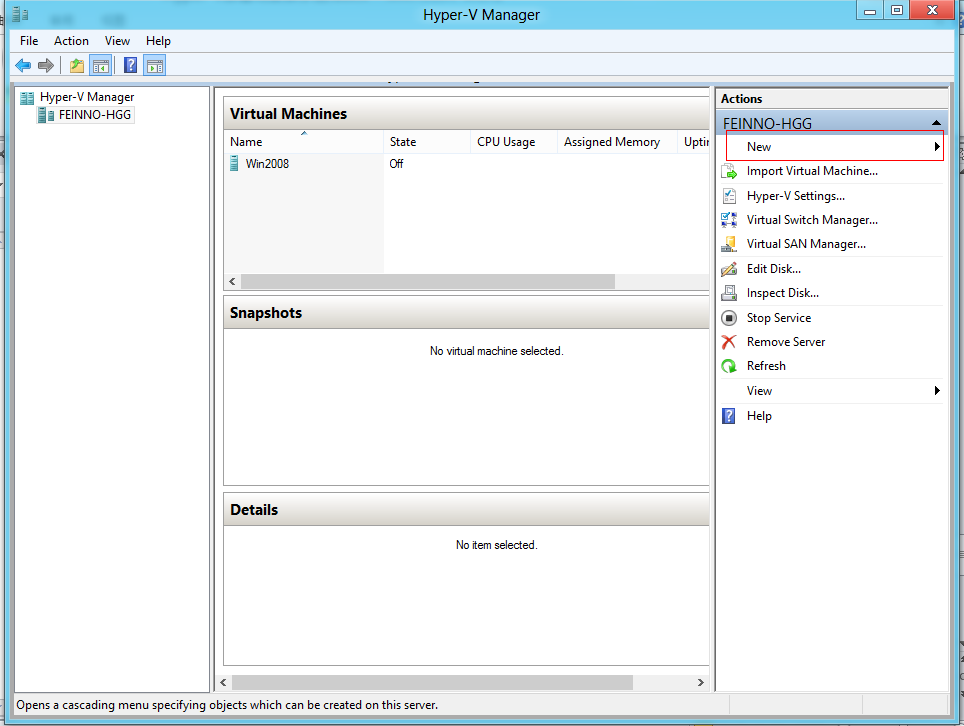 Hyper-V Manager
File Action View Help
Hyper-V Manager
FEINNO-HGG
Virtual Machines
Name State CPU Usage Assigned Memory
Win2008 Off
Snapshots
No virtual machine selected.
Details
No item selected.
Actions
FEINNO-HGG
New
Import Virtual Machine...
Hyper-V Settings...
Virtual Switch Manager...
Virtual SAN Manager...
Edit Disk...
Inspect Disk...
Stop Service
Remove Server
Refresh
View
Help
Opens a cascading menu specifying objects which can be created on this server.